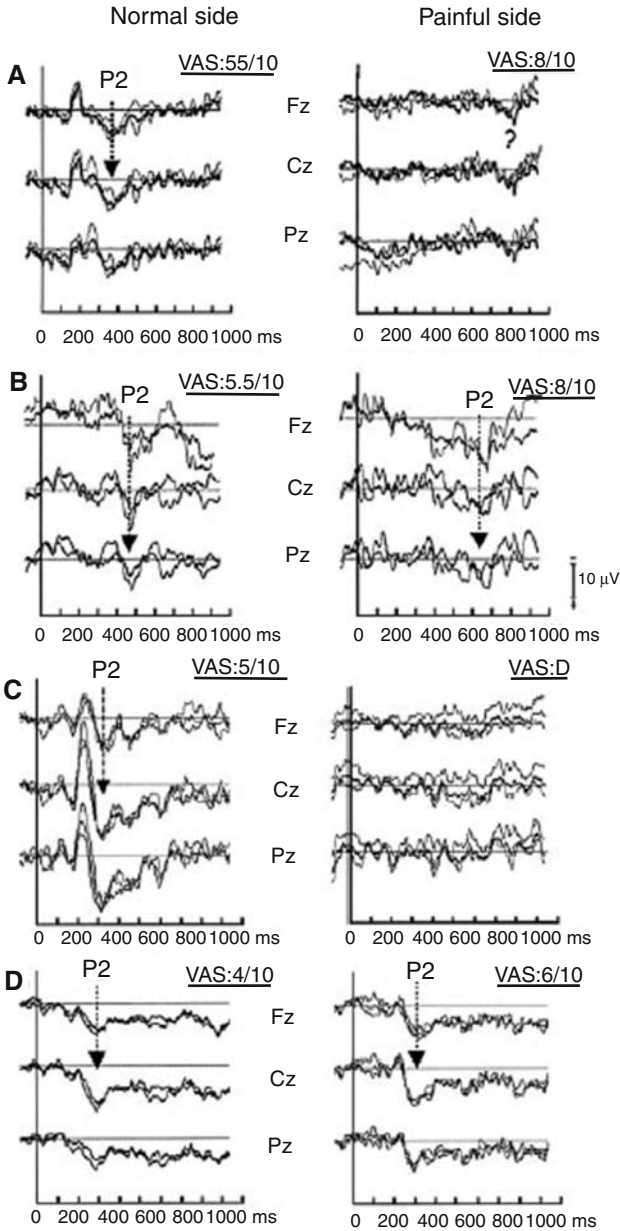 Normal side Painful side
A VAS:55/10 VAS:8/10
P2 Fz
?
Cz
Pz
0 200 400 600 800 1000 ms 0 200 400 600 800 1000 ms
B VAS:5.5/10 VAS:8/10
P2 P2
Fz
Cz
Pz
10 µV
0 200 400 600 800 1000 ms 0 200 400 600 800 1000 ms
P2 VAS:5/10 VAS:D
C
Fz
Cz
Pz
0 200 400 600 800 1000 ms 0 200 400 600 800 1000 ms
D P2 VAS:4/10 P2 VAS:6/10
Fz
Cz
Pz
0 200 400 600 800 1000 ms 0 200 400 600 800 1000 ms